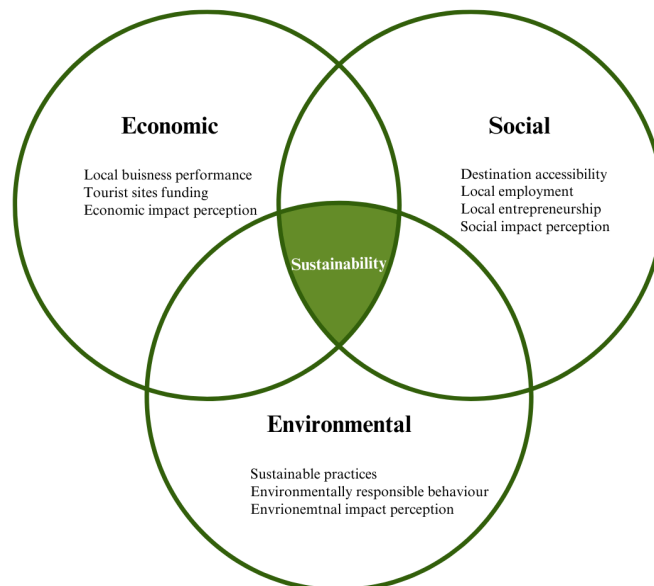 Economic
Local buisness performance
Tourist sites funding
Economic impact perception
Social
Destination accessibility
Local employment
Local entrepreneurship
Social impact perception
Sustainability
Environmental
Sustainable practices
Environmentally responsible behaviour
Envrionemtnal impact perception